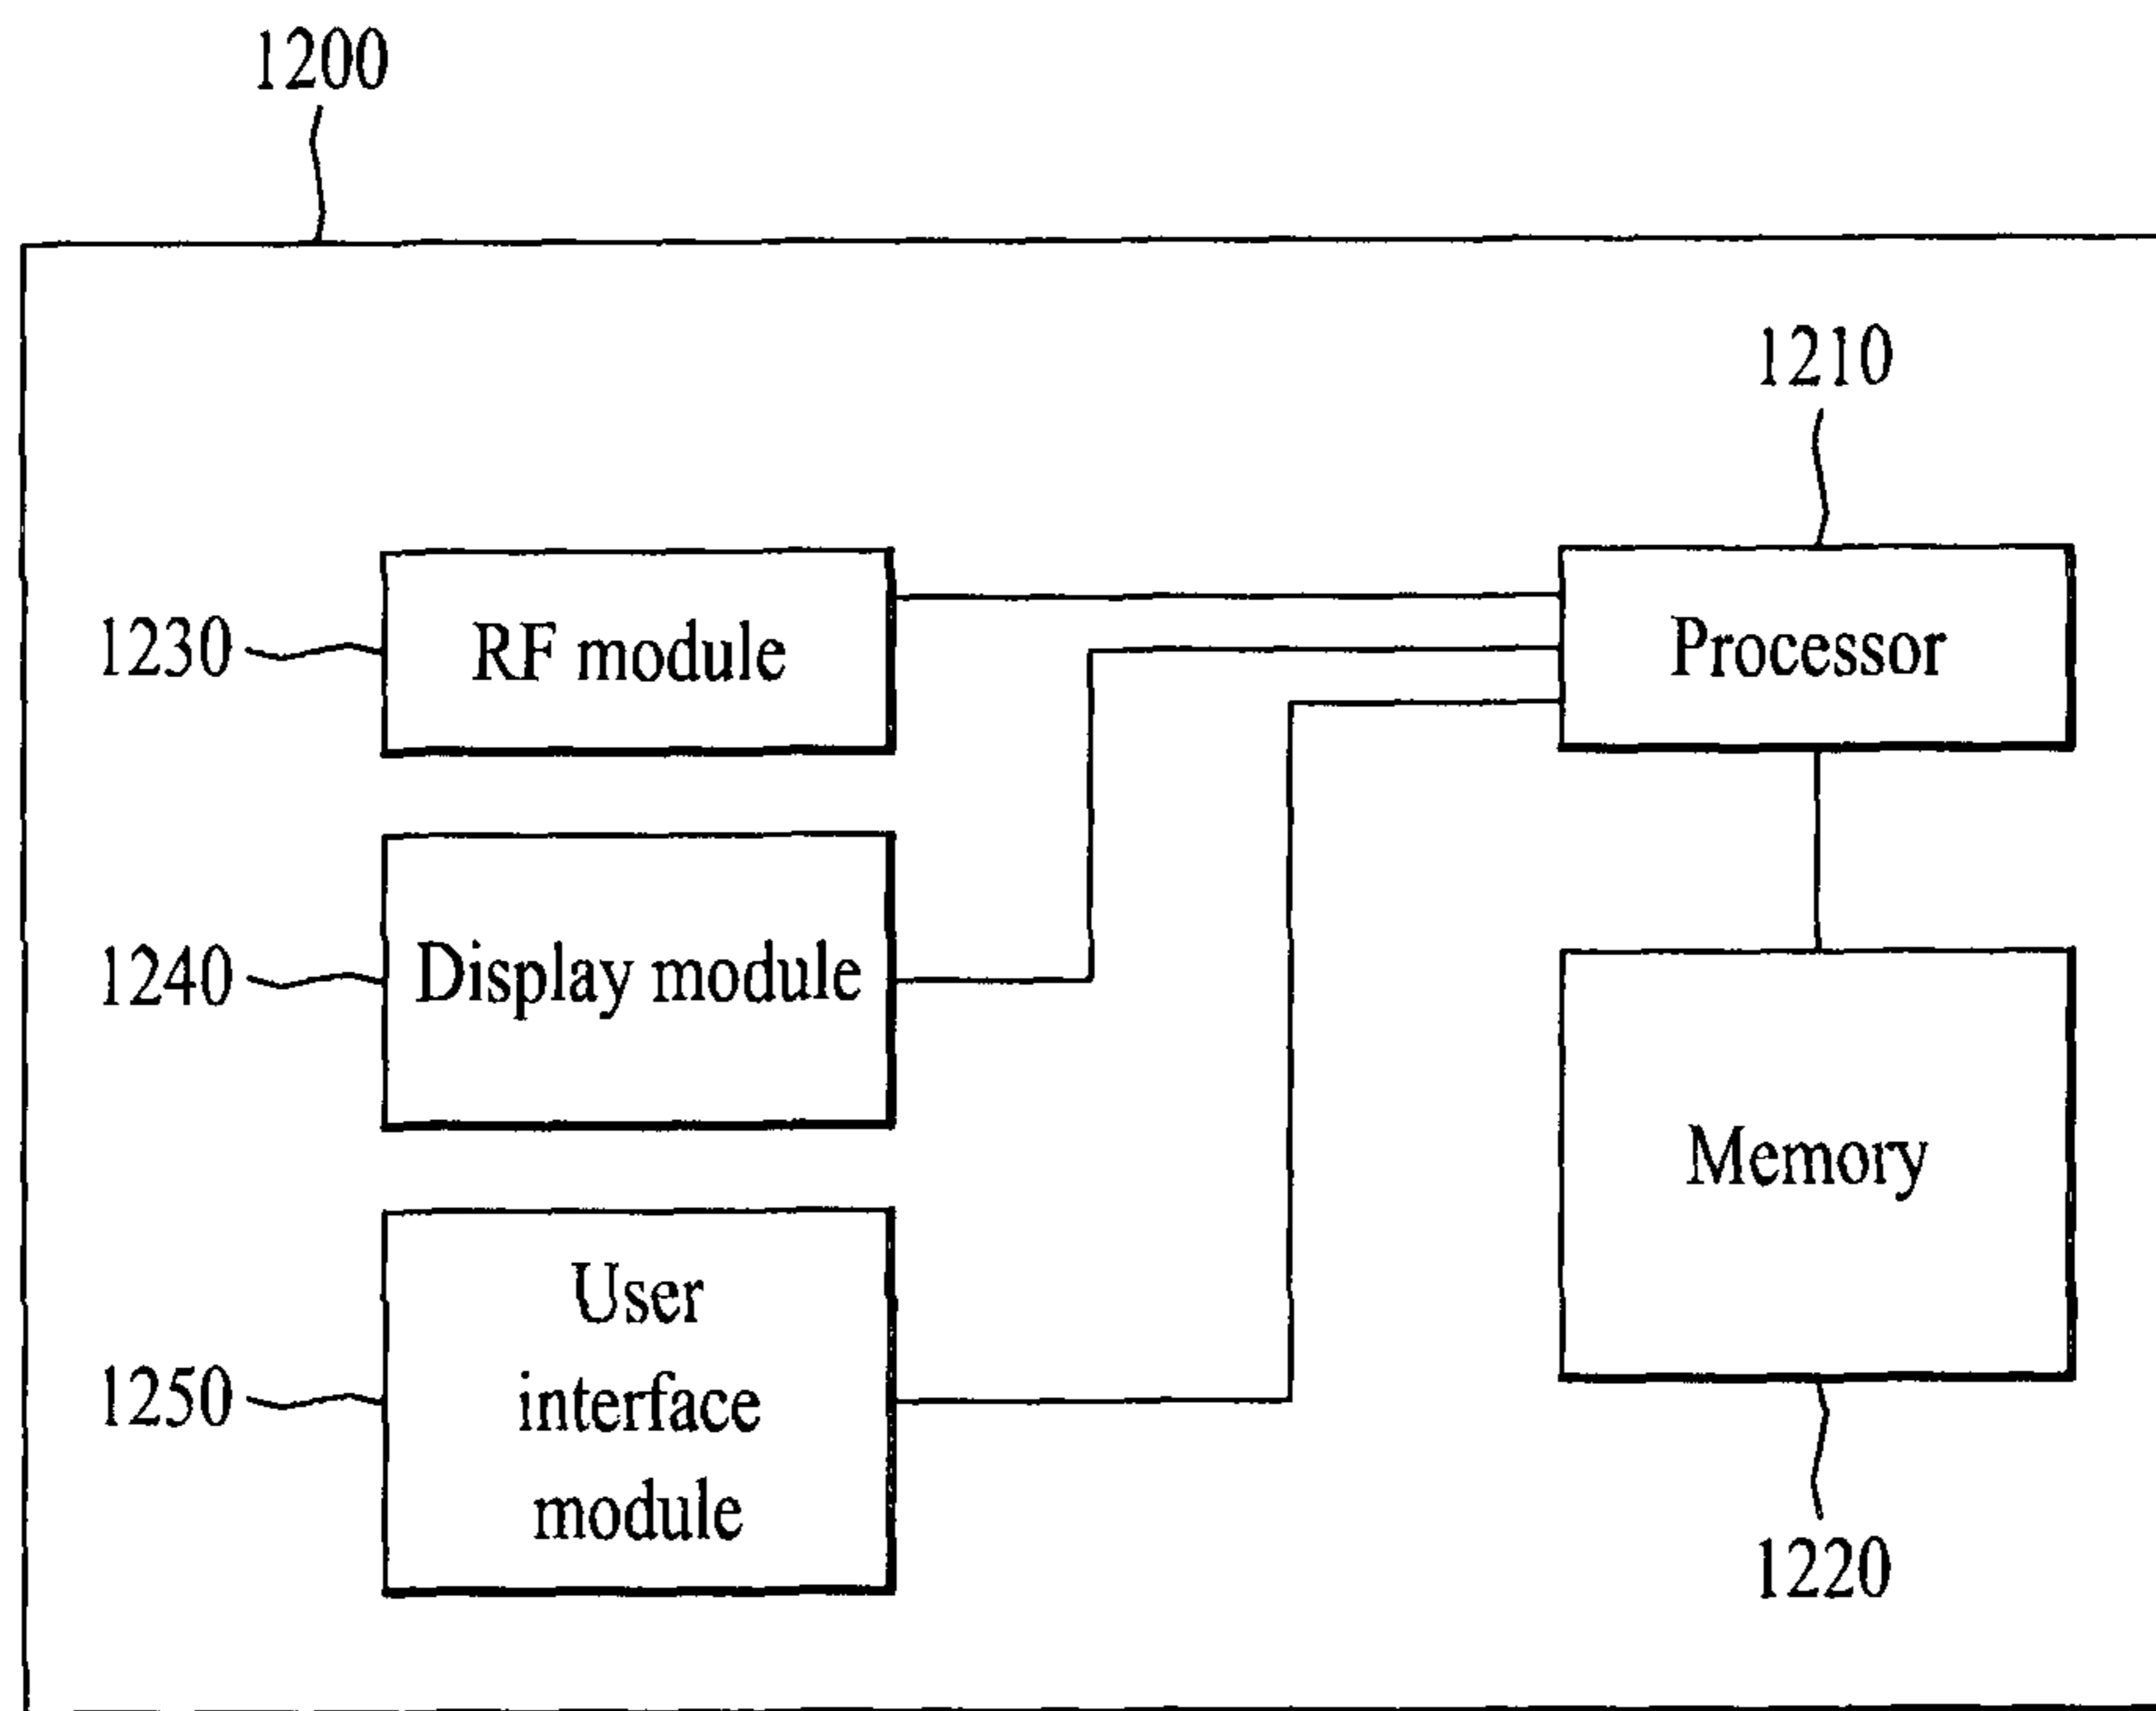 1200
1210
1230
RF module
Processor
1240
Display module
Memory
1250
User
interface
module
1220